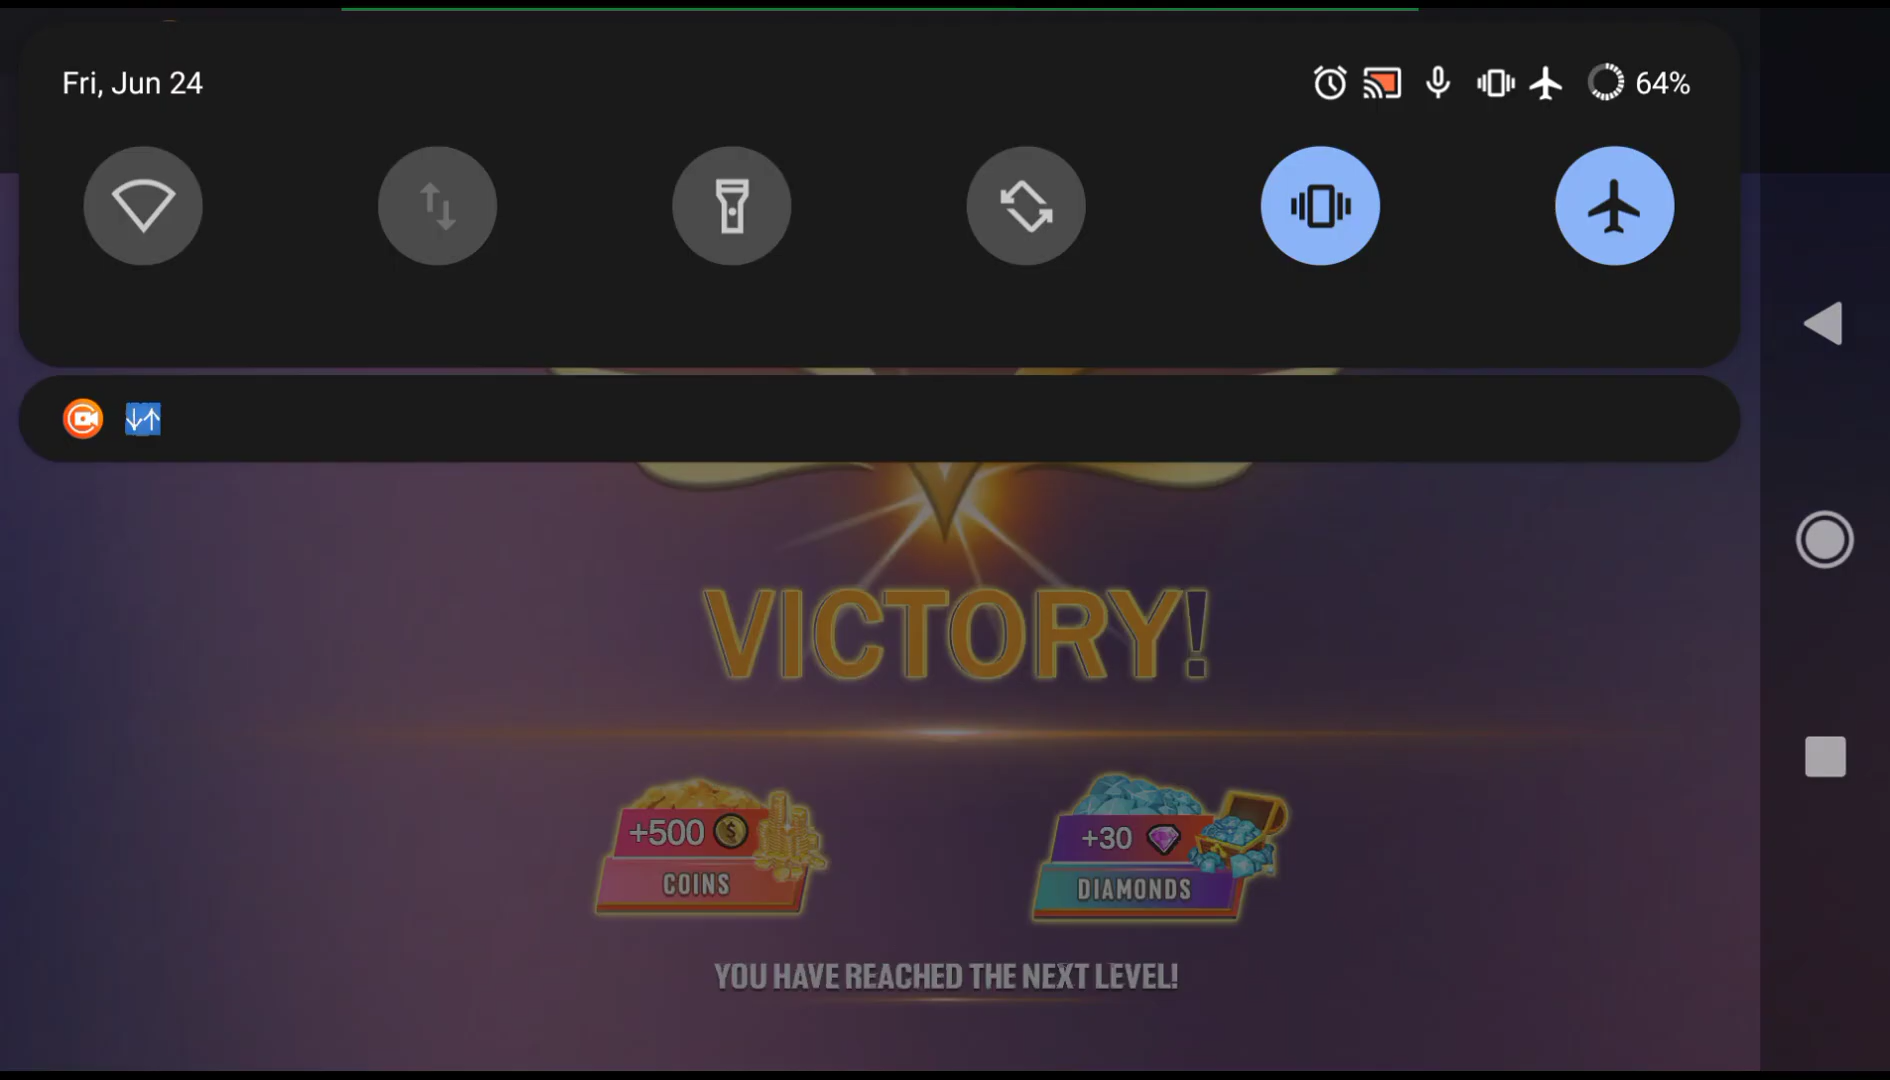 Fri, Jun 24
64%
VICTORY!
+500
COINS
+30
DIAMONDS
YOU HAVE REACHED THE NEXT LEVEL!